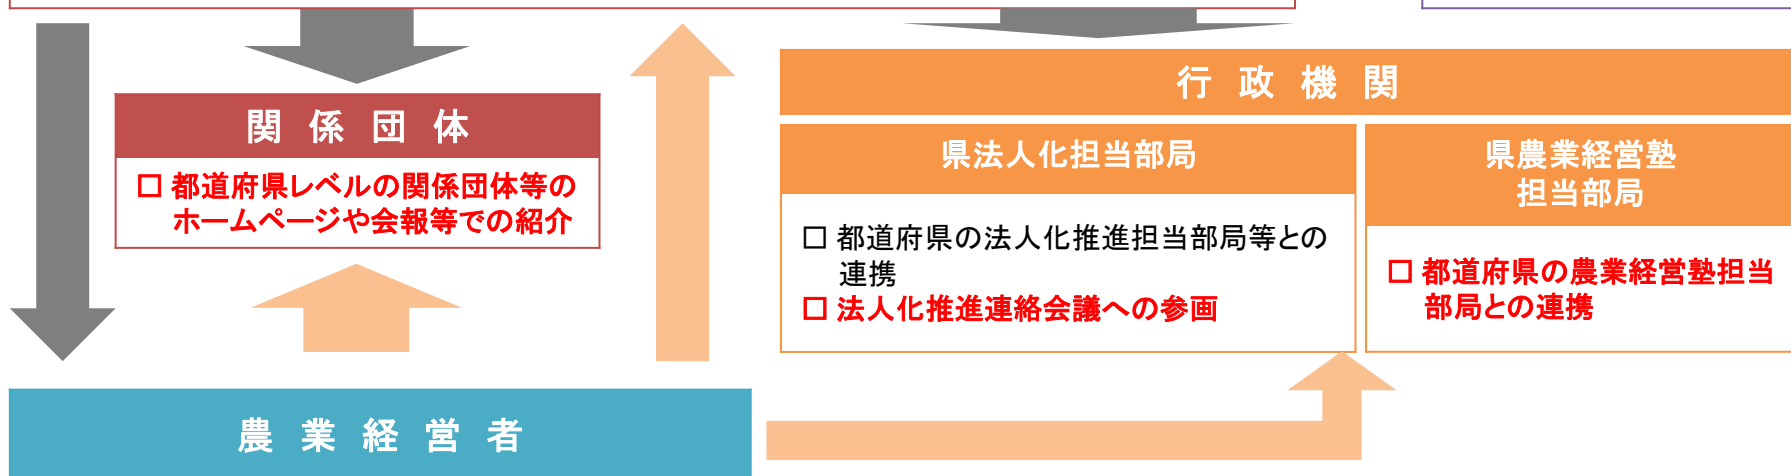 関係団体
□ 都道府県レベルの関係団体等の
ホームページや会報等での紹介
行政機関
県法人化担当部局
□ 都道府県の法人化推進担当部局等との
連携
□ 法人化推進連絡会議への参画
県農業経営塾
担当部局
□ 都道府県の農業経営塾担当
部局との連携
農業経営者